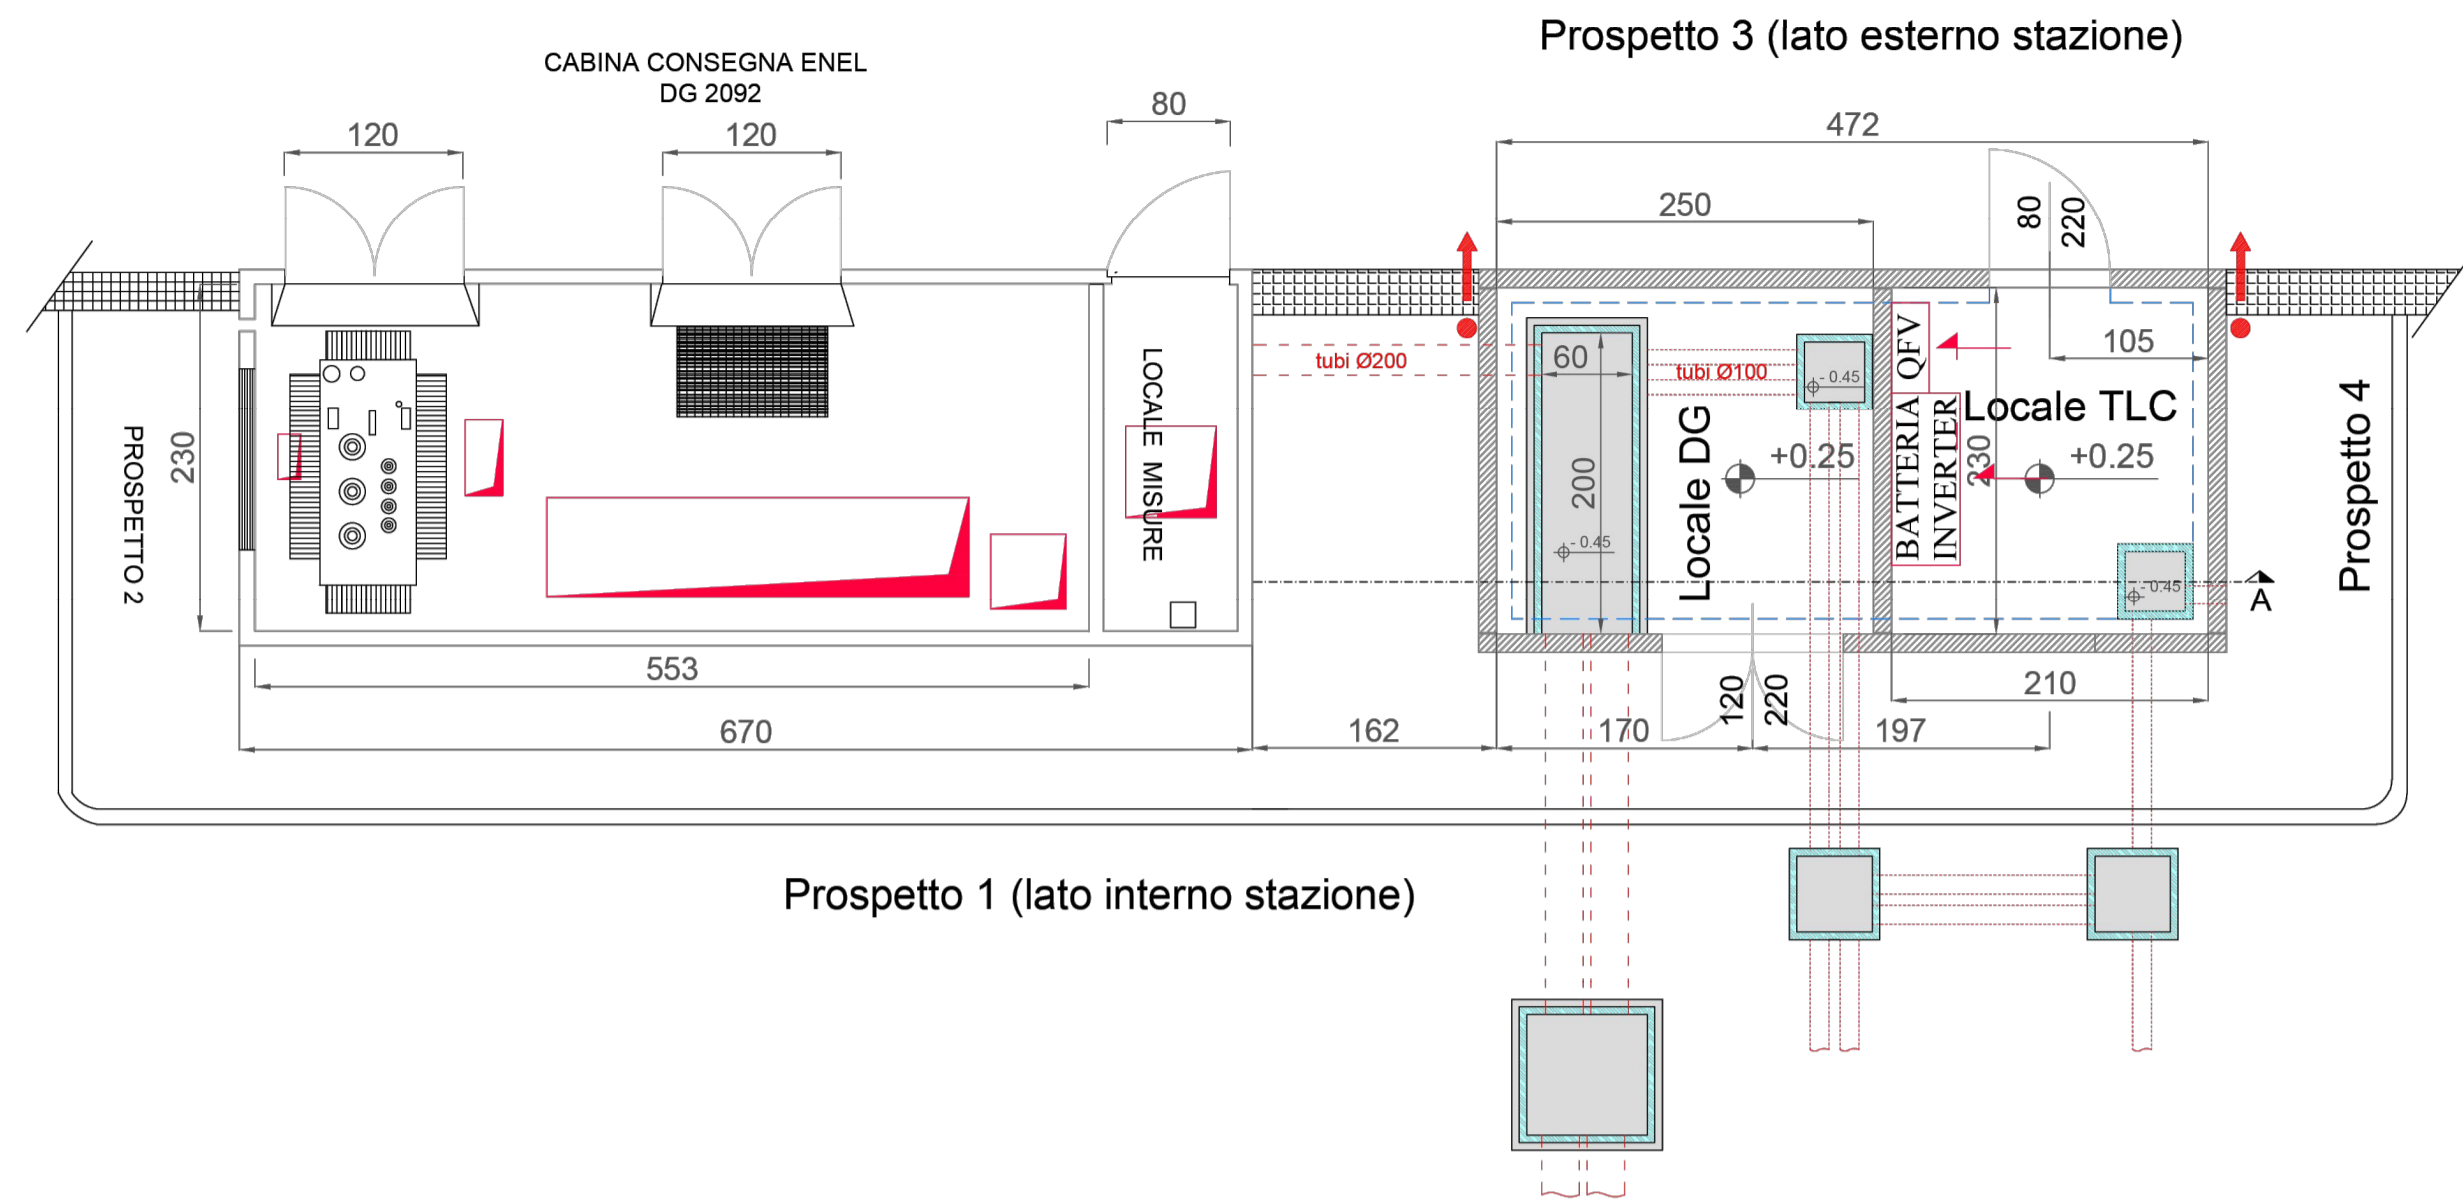 Prospetto 3 (lato esterno stazione)
CABINA CONSEGNA ENEL
DG 2092
80
120
120
472
250
80
220
105
tubi Ø200
60
tubi Ø100
- 0.45
QFV
Locale TLC
PROSPETTO 2
230
LOCALE MISURE
200
- 0.45
Locale DG
+0.25
BATTERIA
INVERTER
230
+0.25
Prospetto 4
- 0.45
A
553
670
162
170
120
220
197
210
Prospetto 1 (lato interno stazione)